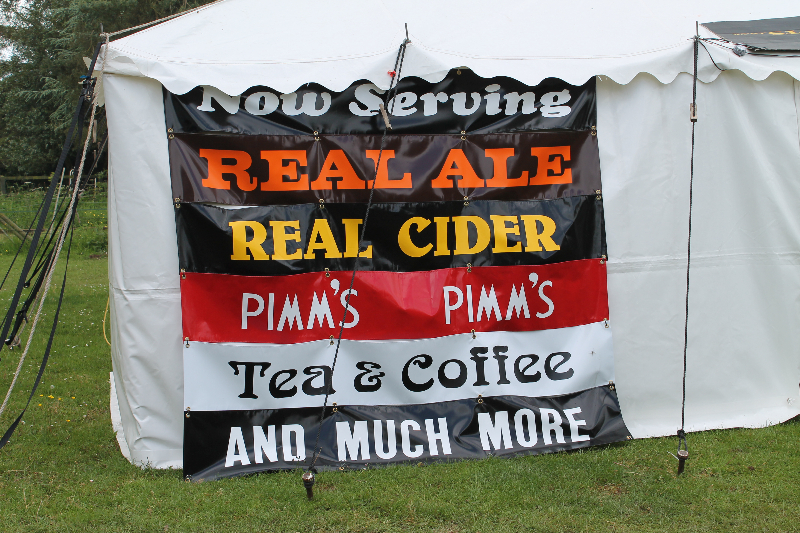 Now Serving
REAL ALE
REAL CIDER
PIMM'S PIMM'S
Tea & Coffee
AND MUCH MORE